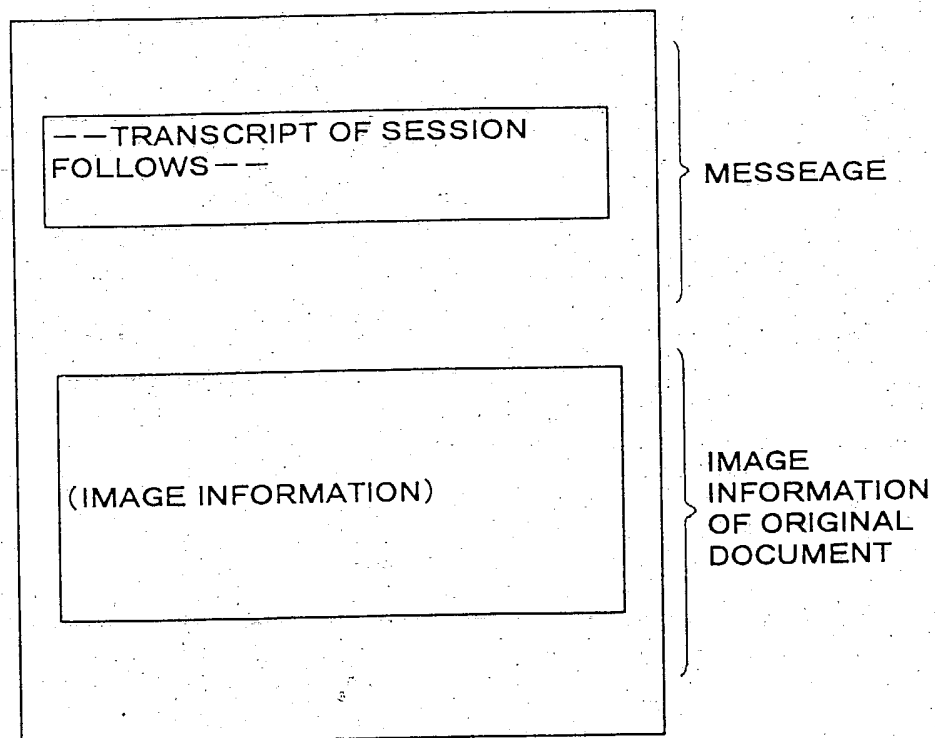 ——TRANSCRIPT OF SESSION
FOLLOWS——
MESSEAGE
(IMAGE INFORMATION)
IMAGE
INFORMATION
OF ORIGINAL
DOCUMENT